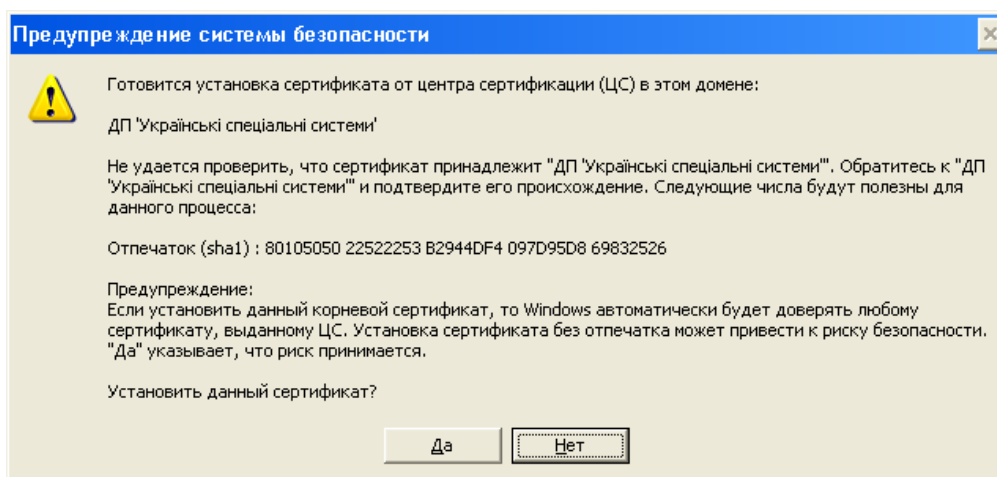 Предупреждение системы безопасности
Готовится установка сертификата от центра сертификации (ЦС) в этом домене:
ДП 'Українські спеціальні системи'
Не удается проверить, что сертификат принадлежит "ДП 'Українські спеціальні системи'". Обратитесь к "ДП
'Українські спеціальні системи'" и подтвердите его происхождение. Следующие числа будут полезны для
данного процесса:
Отпечаток (sha1) : 80105050 22522253 B2944DF4 097D95D8 69832526
Предупреждение:
Если установить данный корневой сертификат, то Windows автоматически будет доверять любому
сертификату, выданному ЦС. Установка сертификата без отпечатка может привести к риску безопасности.
"Да" указывает, что риск принимается.
Установить данный сертификат?
Да
Нет